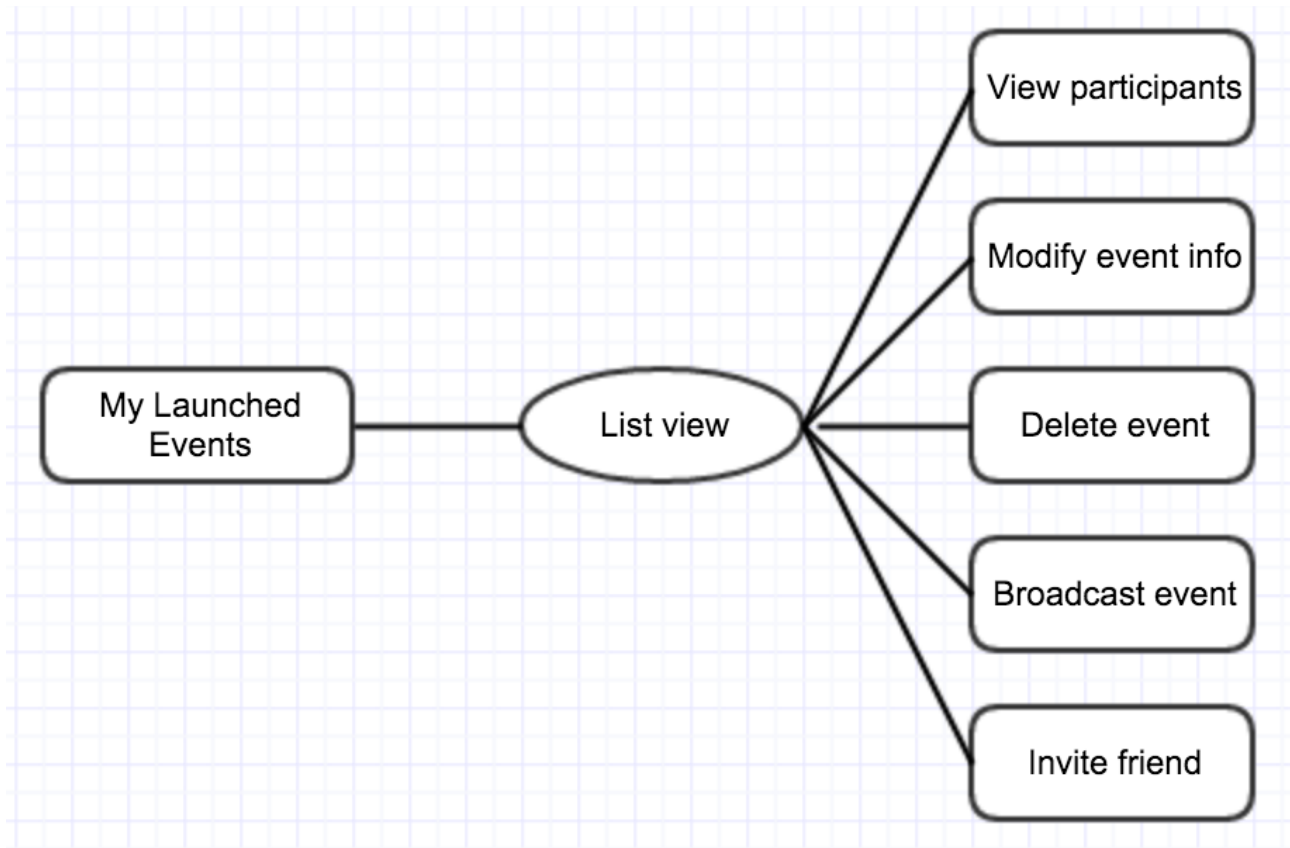 View participants
Modify event info
My Launched
Events
List view
Delete event
Broadcast event
Invite friend